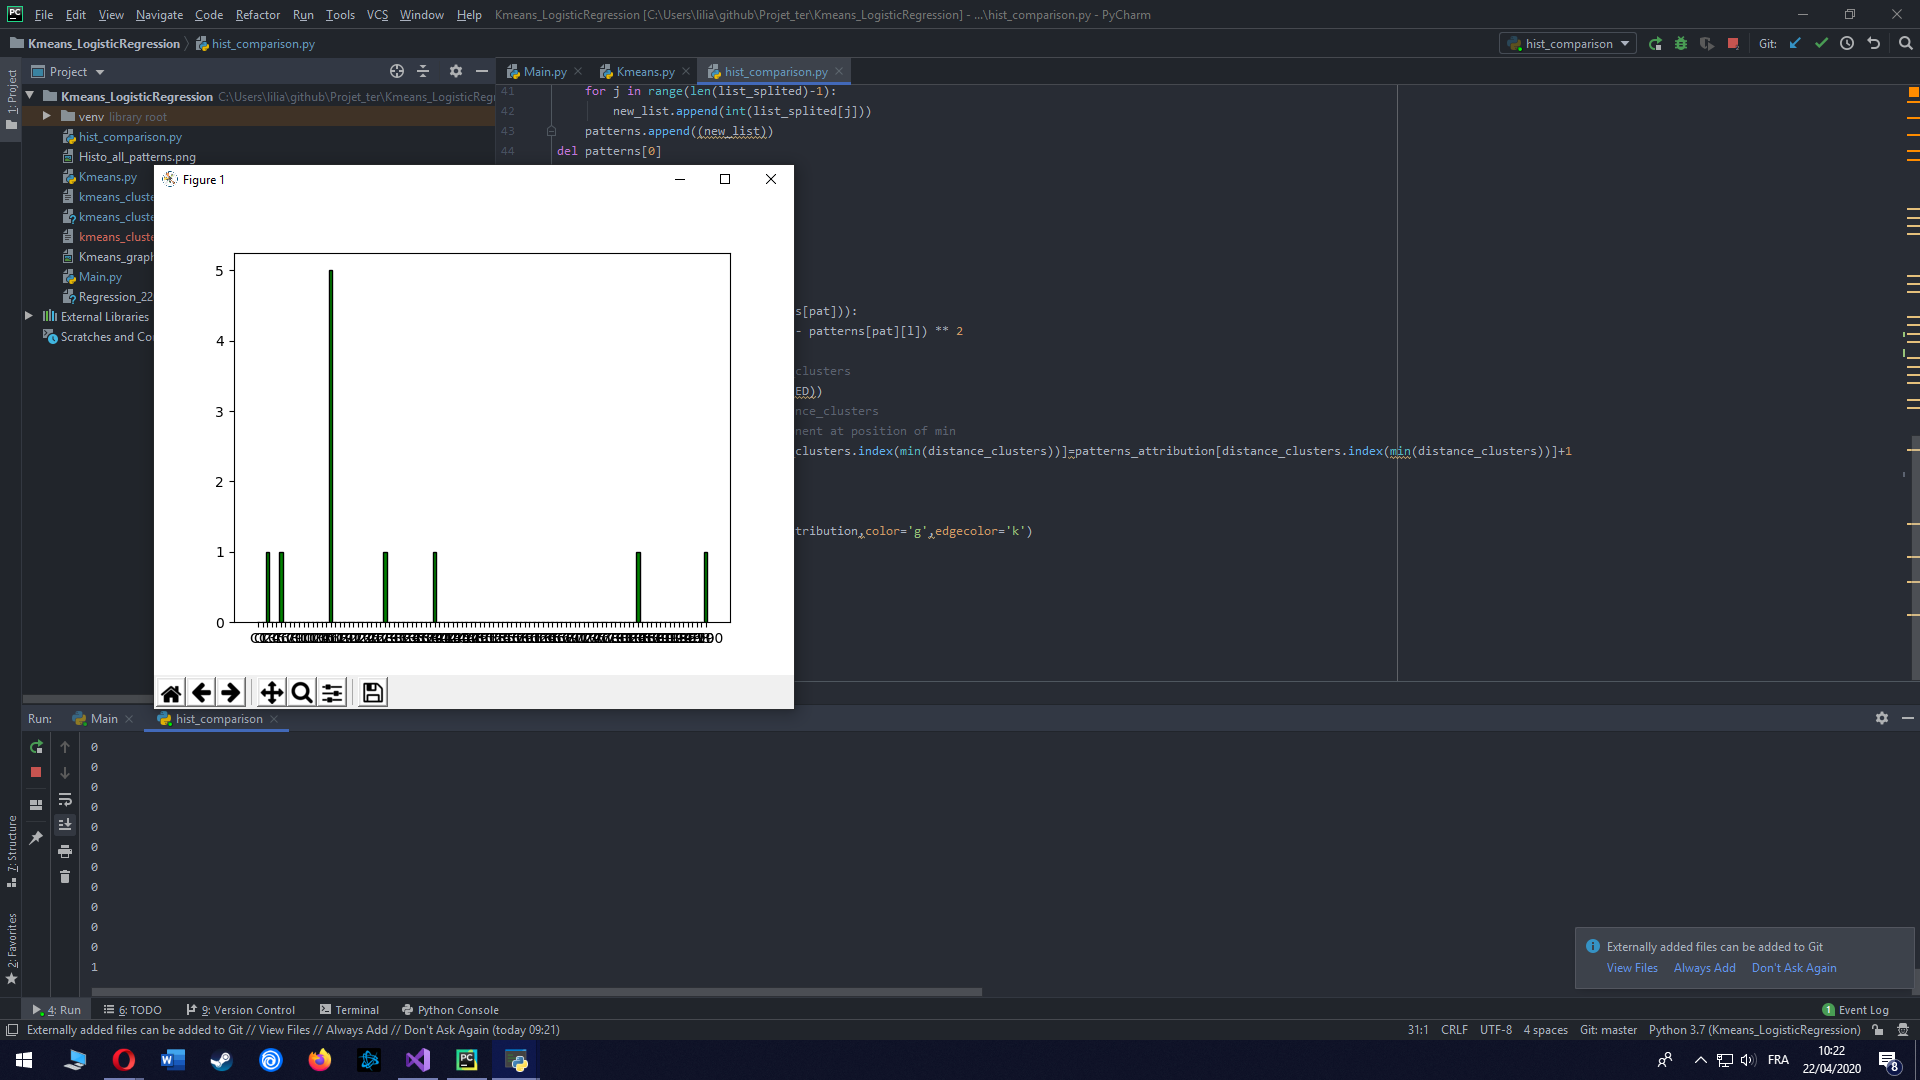 File Edit View Navigate Code Refactor Run Tools VCS Window Help Kmeans_LogisticRegression [C:\Users\lilia\github\Projet_ter\Kmeans_LogisticRegression] - ...\hist_comparison.py - PyCharm
Kmeans_LogisticRegression hist_comparison.py
hist_comparison
Git:
1: Project
Project
Main.py
Kmeans.py
hist_comparison.py
Kmeans_LogisticRegression C:\Users\lilia\github\Projet_ter\Kmeans_LogisticReg
venv library root
hist_comparison.py
Histo_all_patterns.png
Kmeans.py
kmeans_cluste
kmeans_cluste
kmeans_cluste
Kmeans_graph
Main.py
Regression_22
External Libraries
Scratches and Co
41 for j in range(len(list_splited)-1):
42 new_list.append(int(list_splited[j]))
43 patterns.append((new_list))
44 del patterns[0]
s[pat])):
- patterns[pat][l]) ** 2
clusters
ED))
nce_clusters
nent at position of min
clusters.index(min(distance_clusters))]=patterns_attribution[distance_clusters.index(min(distance_clusters))]+1
tribution,color='g',edgecolor='k')
Figure 1
5
4
3
2
1
0
Run: Main hist_comparison
0
0
0
0
0
0
0
0
0
0
0
1
7: Structure
2: Favorites
Externally added files can be added to Git
View Files Always Add Don't Ask Again
4: Run 6: TODO 9: Version Control Terminal Python Console
1 Event Log
Externally added files can be added to Git // View Files // Always Add // Don't Ask Again (today 09:21)
31:1 CRLF UTF-8 4 spaces Git: master Python 3.7 (Kmeans_LogisticRegression)
FRA
10:22
22/04/2020
8